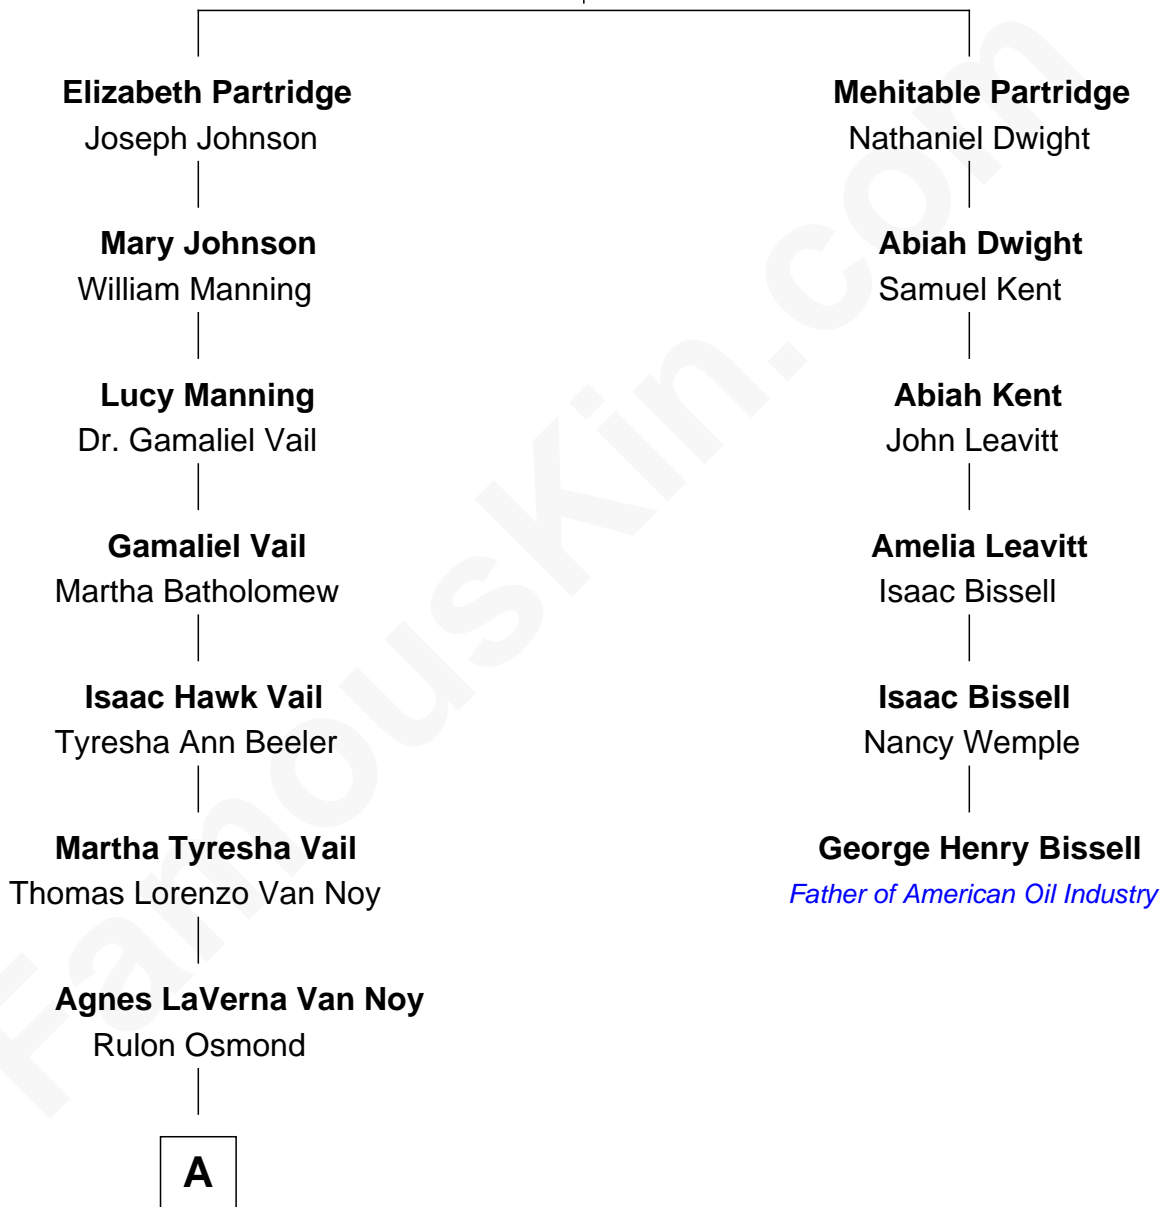 Elizabeth Partridge
Joseph Johnson
Mehitable Partridge
Nathaniel Dwight
Mary Johnson
William Manning
Abiah Dwight
Samuel Kent
Lucy Manning
Dr. Gamaliel Vail
Abiah Kent
John Leavitt
Gamaliel Vail
Martha Batholomew
Amelia Leavitt
Isaac Bissell
Isaac Hawk Vail
Tyresha Ann Beeler
Isaac Bissell
Nancy Wemple
Martha Tyresha Vail
Thomas Lorenzo Van Noy
George Henry Bissell
Father of American Oil Industry
Agnes LaVerna Van Noy
Rulon Osmond
A
FamousKin.com